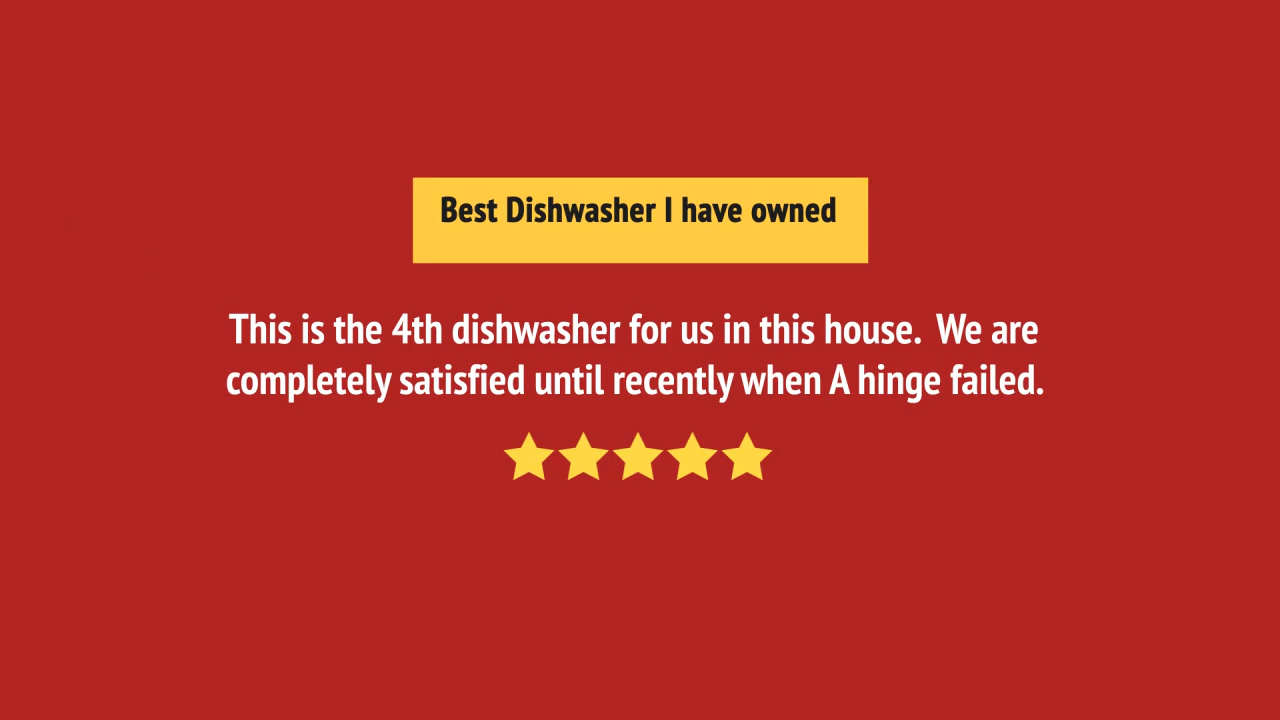 Best Dishwasher I have owned
This is the 4th dishwasher for us in this house.  We are
completely satisfied until recently when A hinge failed.